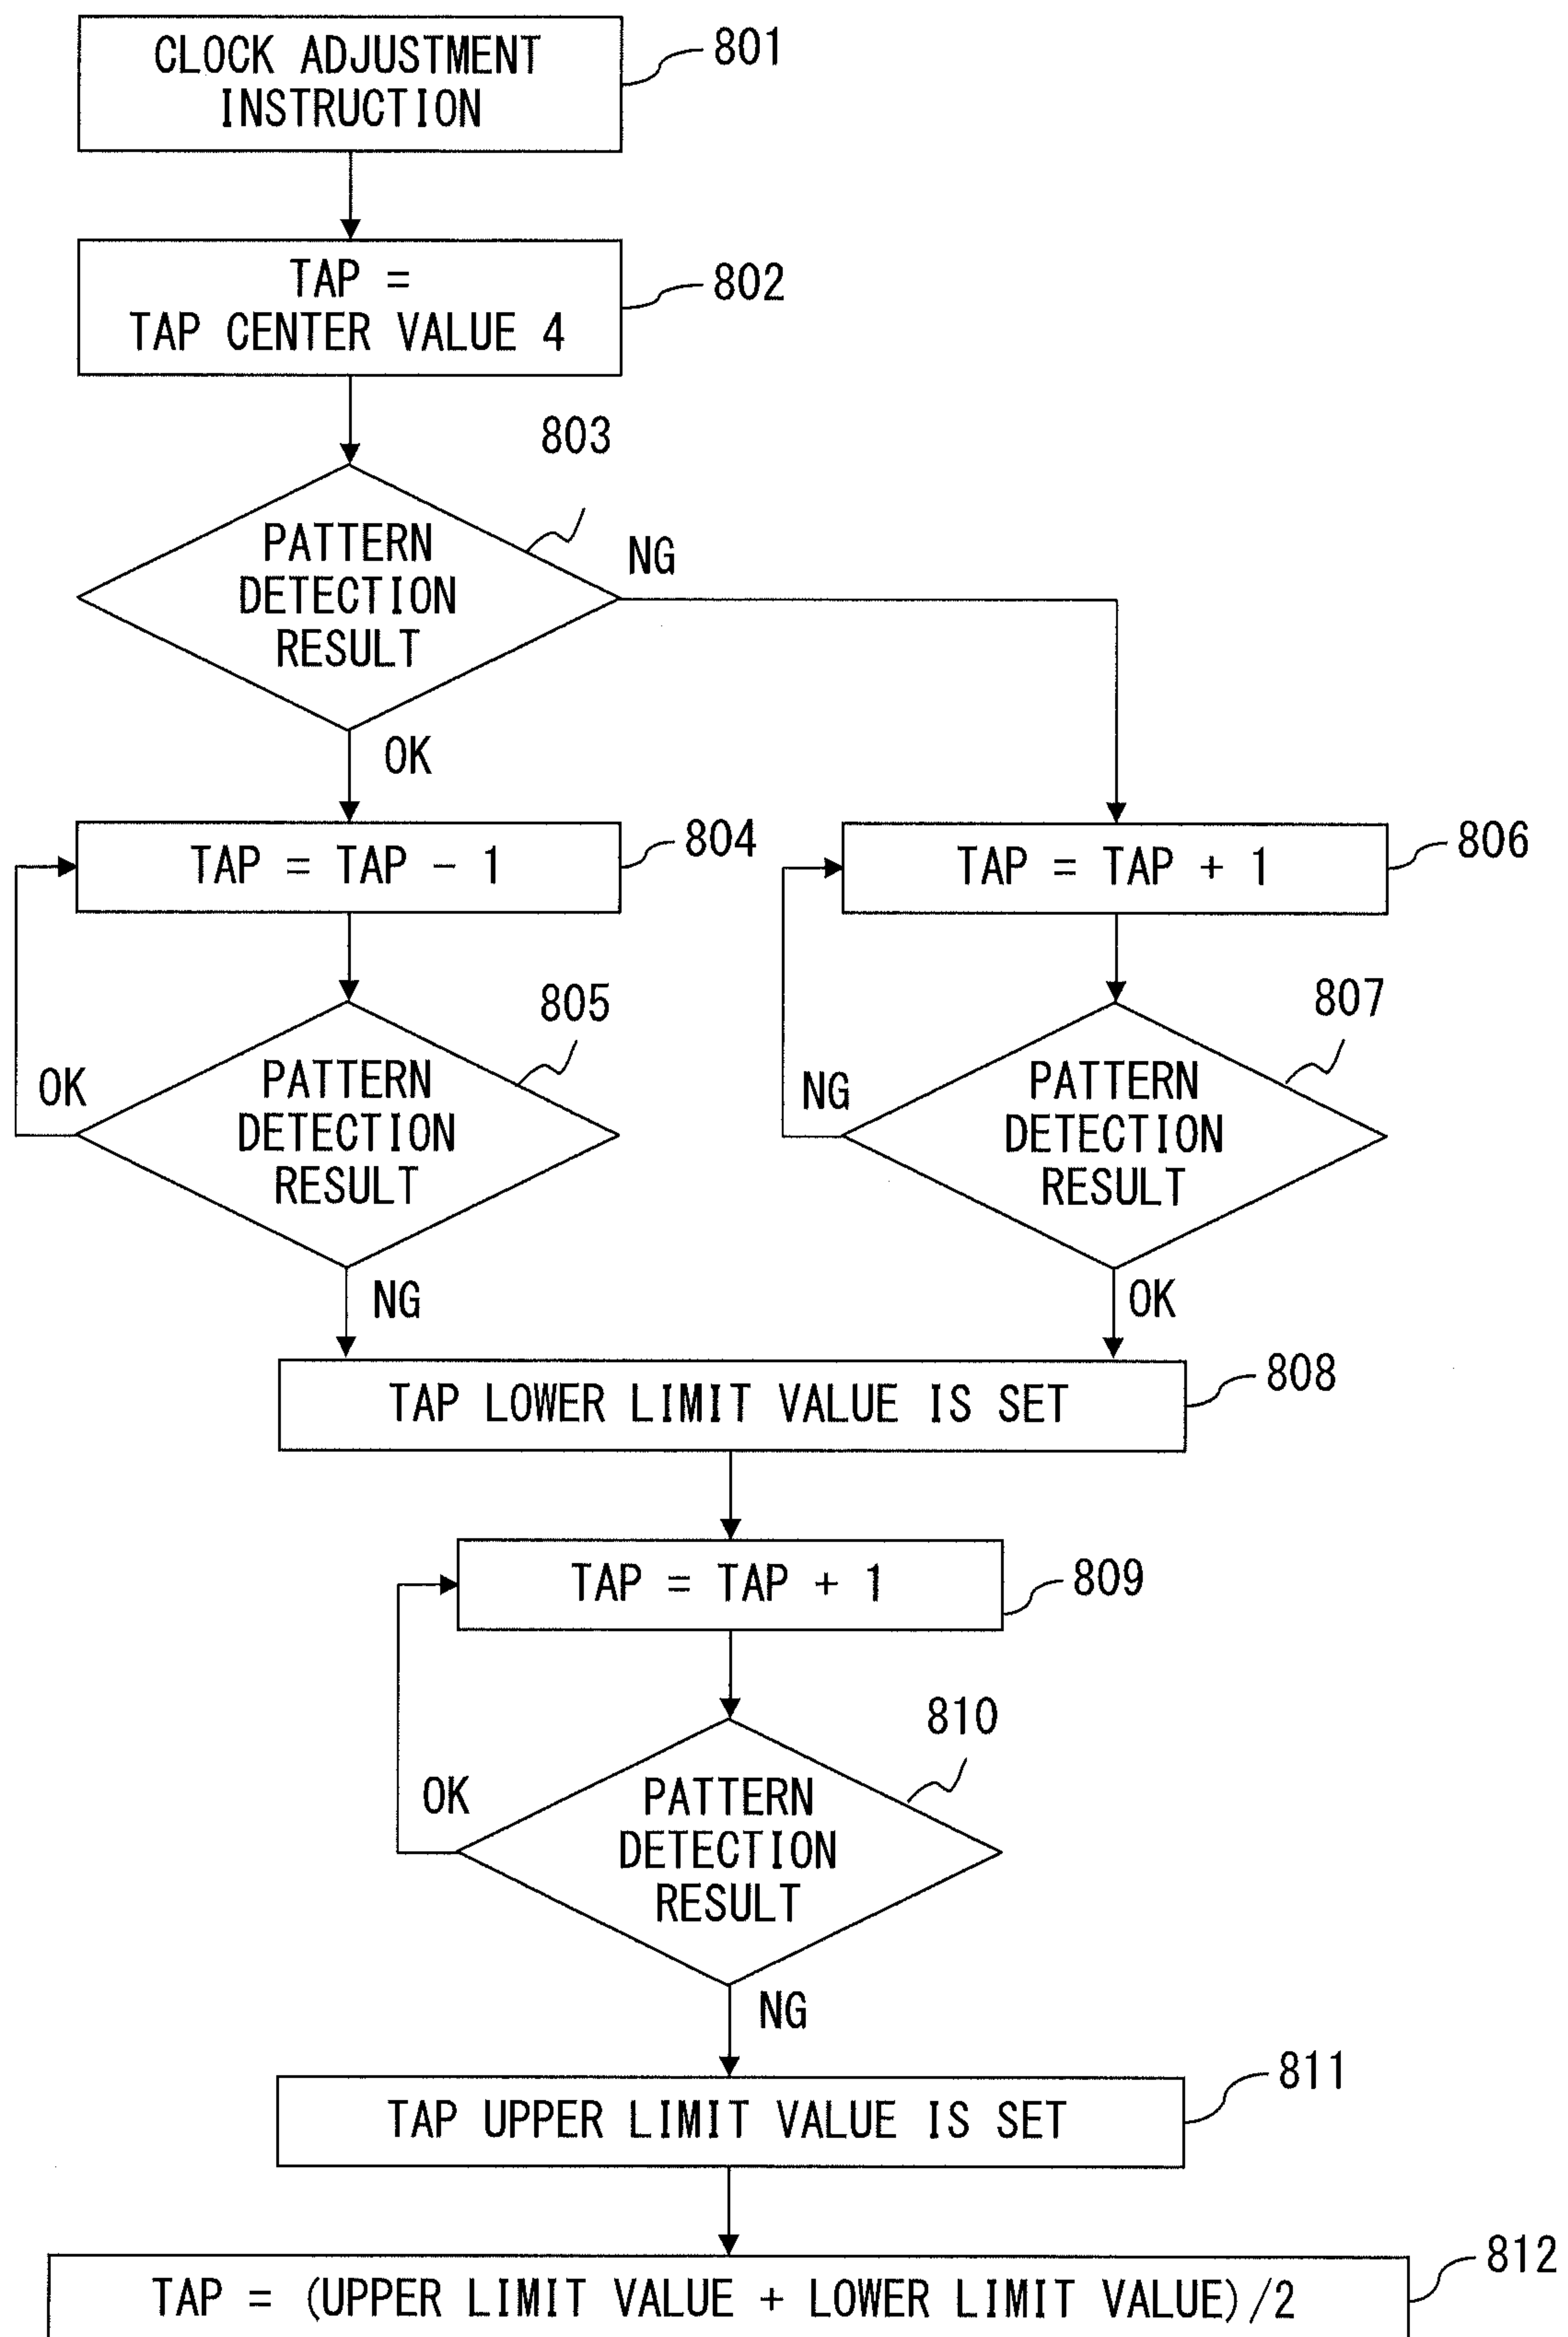 CLOCK ADJUSTMENT
INSTRUCTION
801
TAP =
TAP CENTER VALUE 4
802
803
PATTERN
DETECTION
RESULT
NG
OK
TAP = TAP - 1
804
TAP = TAP + 1
806
805
PATTERN
DETECTION
RESULT
OK
NG
807
PATTERN
DETECTION
RESULT
NG
OK
TAP LOWER LIMIT VALUE IS SET
808
TAP = TAP + 1
809
810
PATTERN
DETECTION
RESULT
OK
NG
TAP UPPER LIMIT VALUE IS SET
811
TAP = (UPPER LIMIT VALUE + LOWER LIMIT VALUE)/2
812